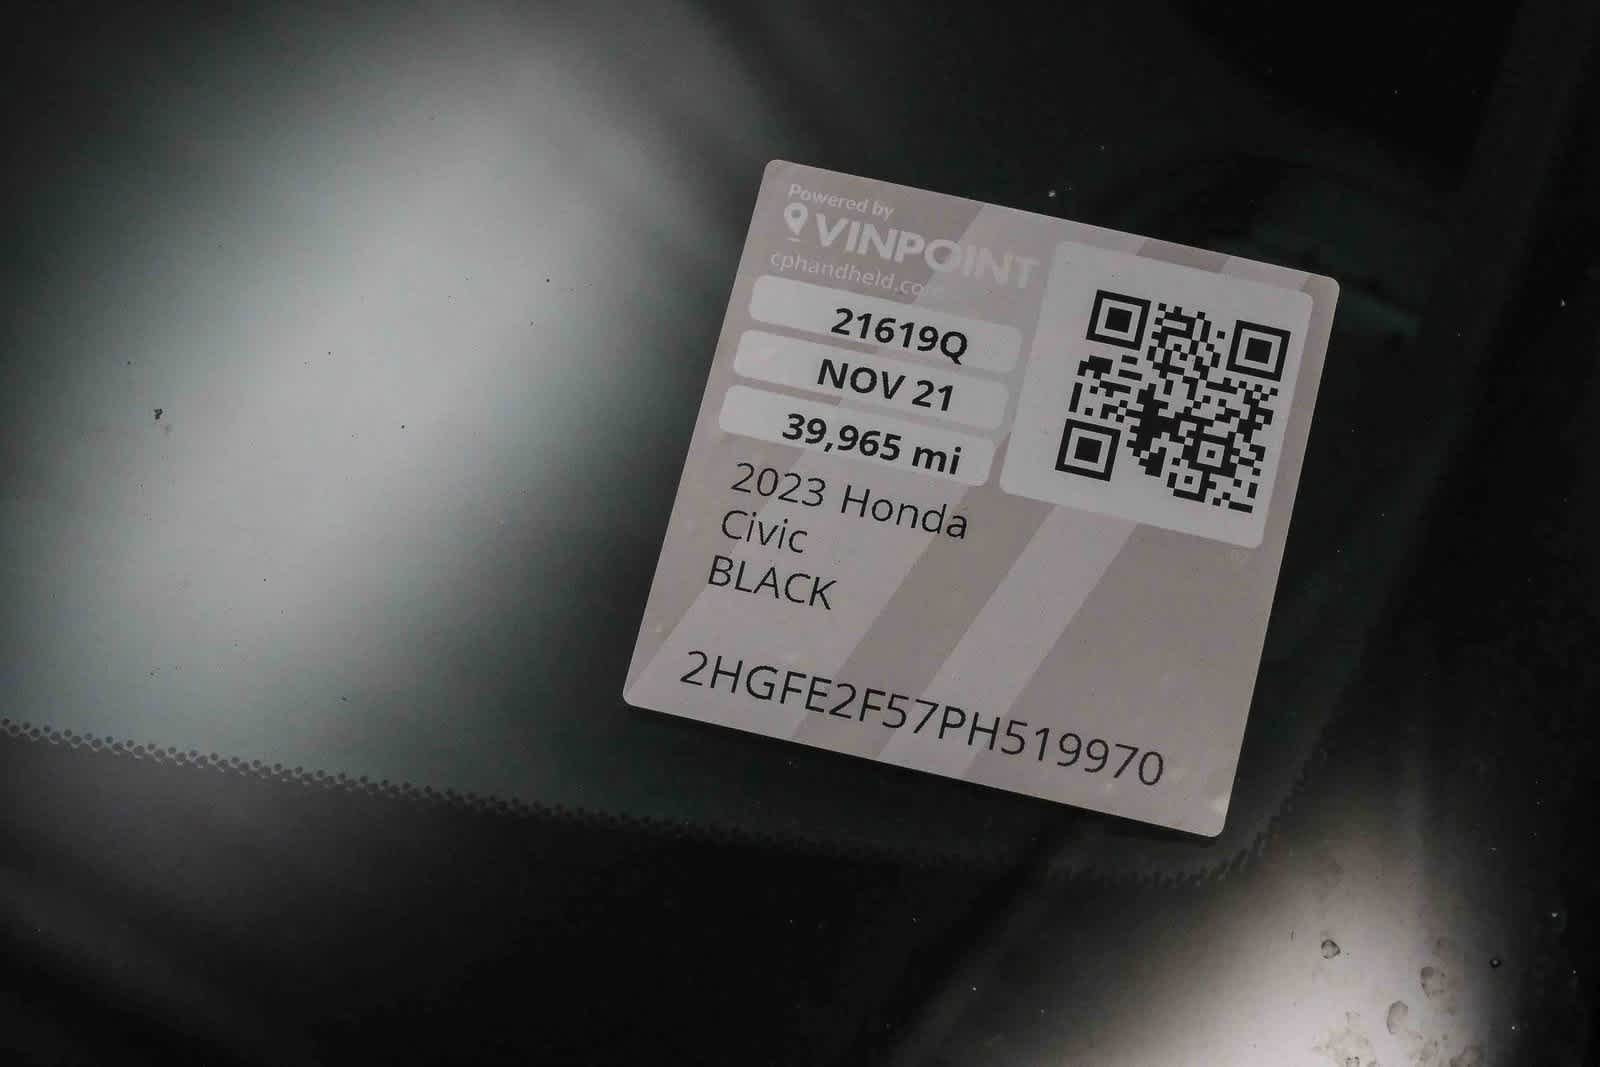 Powered by
VINPOINT
cphandheld.com
21619Q
NOV 21
39,965 mi
2023 Honda
Civic
BLACK
2HGFE2F57PH519970